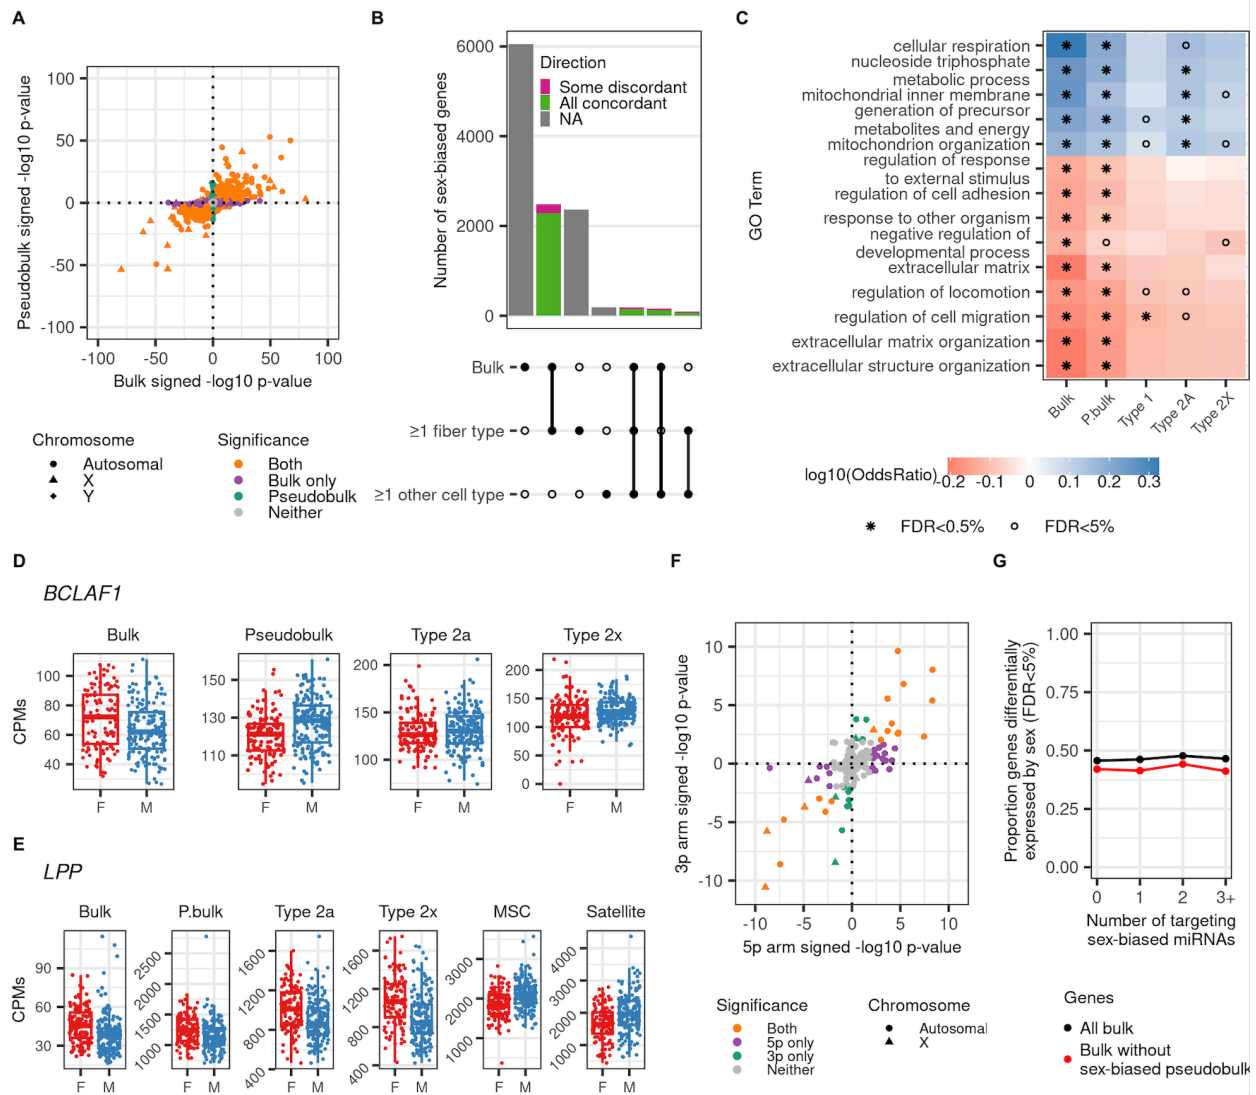 A
100
50
0
-50
-100
Pseudobulk signed -log10 p-value
-100
-50
0
50
100
Bulk signed -log10 p-value
Chromosome
Autosomal
X
Y
Significance
Both
Bulk only
Pseudobulk
Neither
B
6000
4000
2000
0
Number of sex-biased genes
Direction
Some discordant
All concordant
NA
Bulk
≥1 fiber type
≥1 other cell type
C
GO Term
cellular respiration
nucleoside triphosphate
metabolic process
mitochondrial inner membrane
generation of precursor
metabolites and energy
mitochondrion organization
regulation of response
to external stimulus
regulation of cell adhesion
response to other organism
negative regulation of
developmental process
extracellular matrix
regulation of locomotion
regulation of cell migration
extracellular matrix organization
extracellular structure organization
Bulk
P.bulk
Type 1
Type 2A
Type 2X
log10(OddsRatio)
-0.2
-0.1
0
0.1
0.2
0.3
FDR<0.5%
FDR<5%
D
BCLAF1
Bulk
Pseudobulk
Type 2a
Type 2x
CPMs
100
80
60
40
F
M
150
130
110
F
M
200
150
100
F
M
200
150
100
50
0
F
M
E
LPP
Bulk
P.bulk
Type 2a
Type 2x
MSC
Satellite
CPMs
90
60
30
F
M
2500
2000
1500
1000
F
M
1600
1200
800
400
F
M
1600
1200
800
400
F
M
3000
2000
1000
F
M
4000
3000
2000
1000
F
M
F
3p arm signed -log10 p-value
10
5
0
-5
-10
-10
-5
0
5
10
5p arm signed -log10 p-value
Significance
Both
5p only
3p only
Neither
Chromosome
Autosomal
X
G
Proportion genes differentially
expressed by sex (FDR<5%)
1.00
0.75
0.50
0.25
0.00
0
1
2
3+
Number of targeting
sex-biased miRNAs
Genes
All bulk
Bulk without
sex-biased pseudobulk